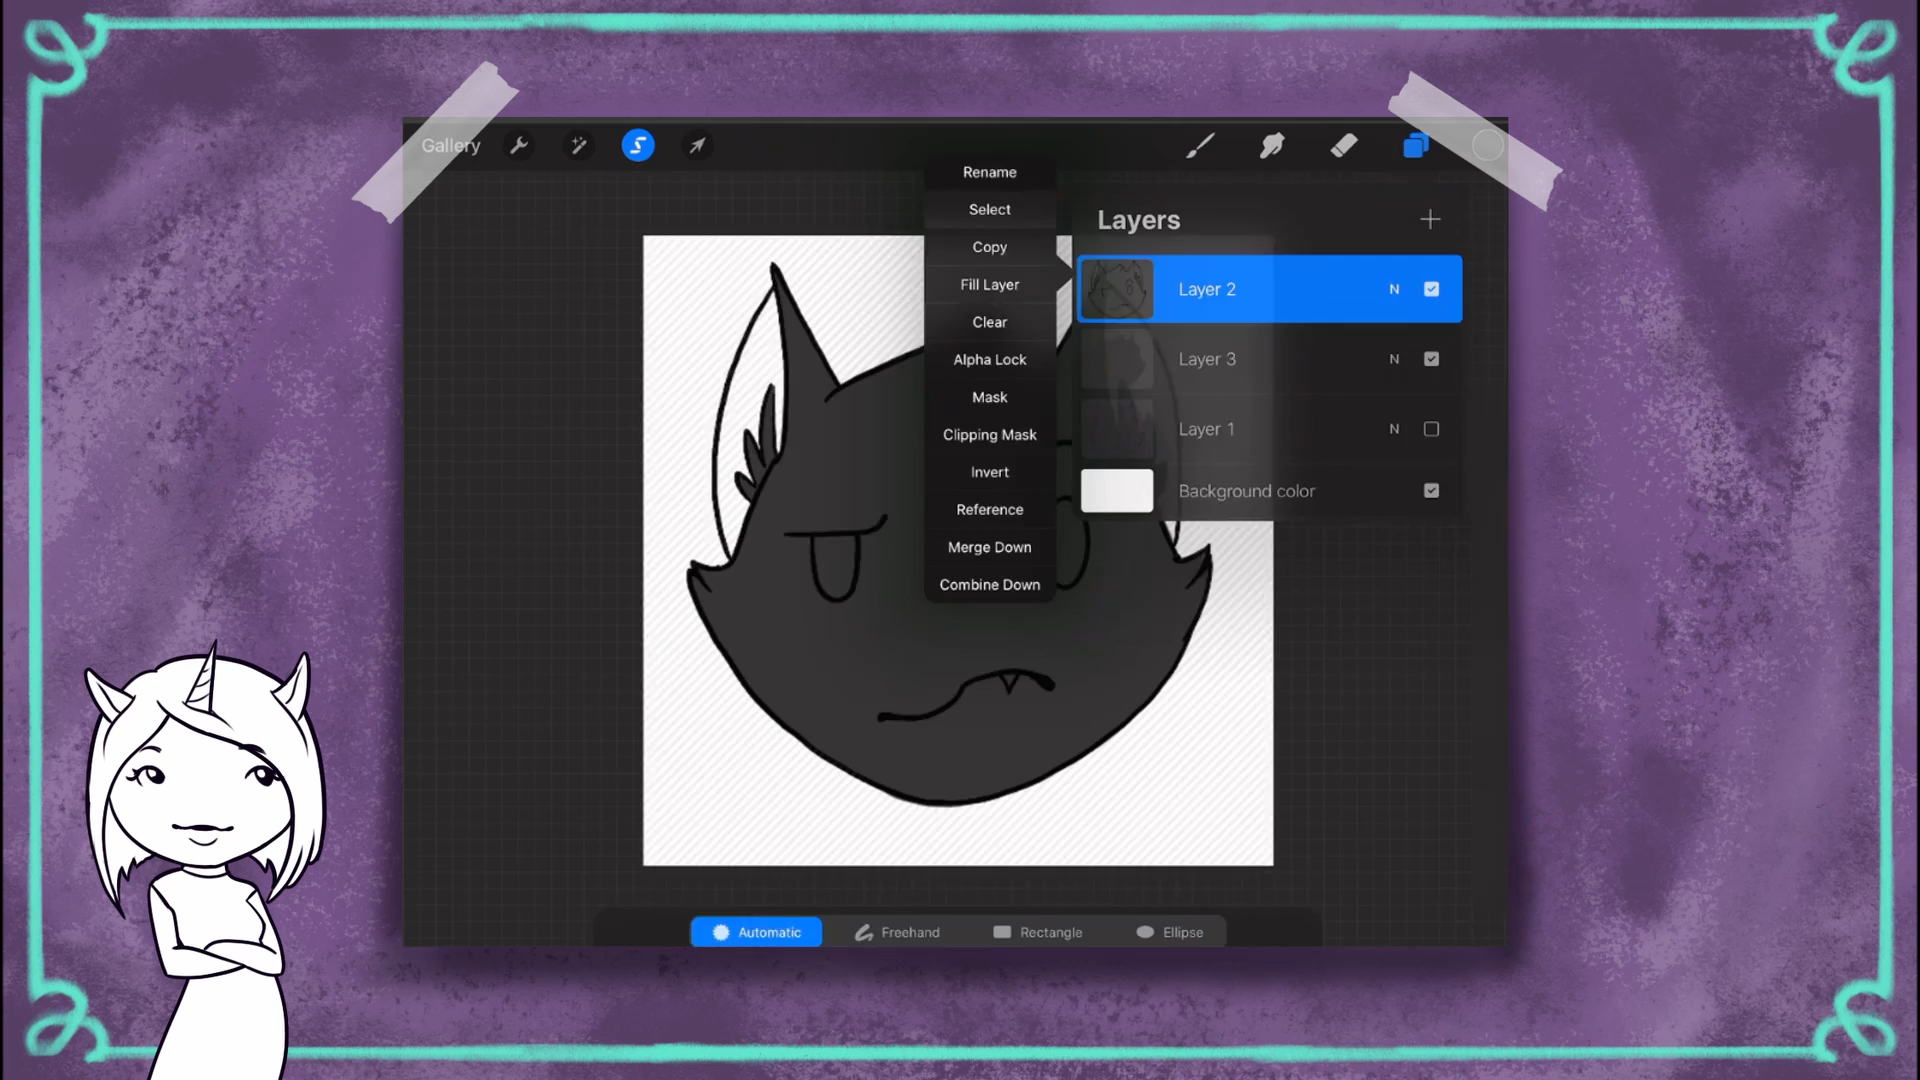 Gallery
Rename
Select
Copy
Fill Layer
Clear
Alpha Lock
Mask
Clipping Mask
Invert
Reference
Merge Down
Combine Down
Layers
Layer 2 N
Layer 3 N
Layer 1 N
Background color
Automatic Freehand Rectangle Ellipse